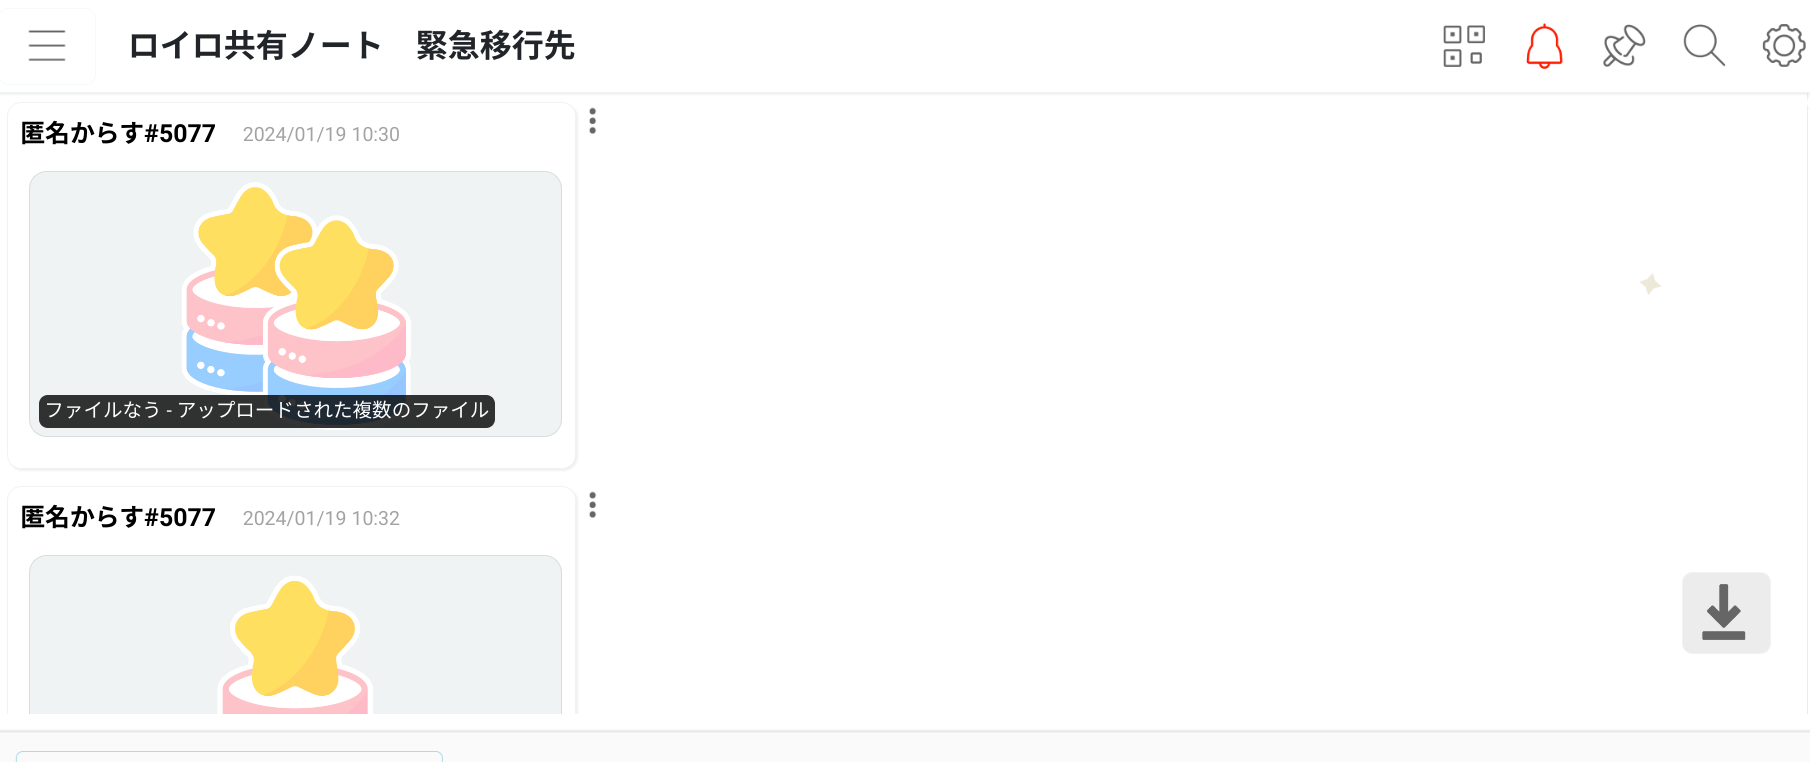 ロイロ共有ノート　緊急移行先
匿名からす#5077 2024/01/19 10:30
ファイルなう - アップロードされた複数のファイル
匿名からす#5077 2024/01/19 10:32